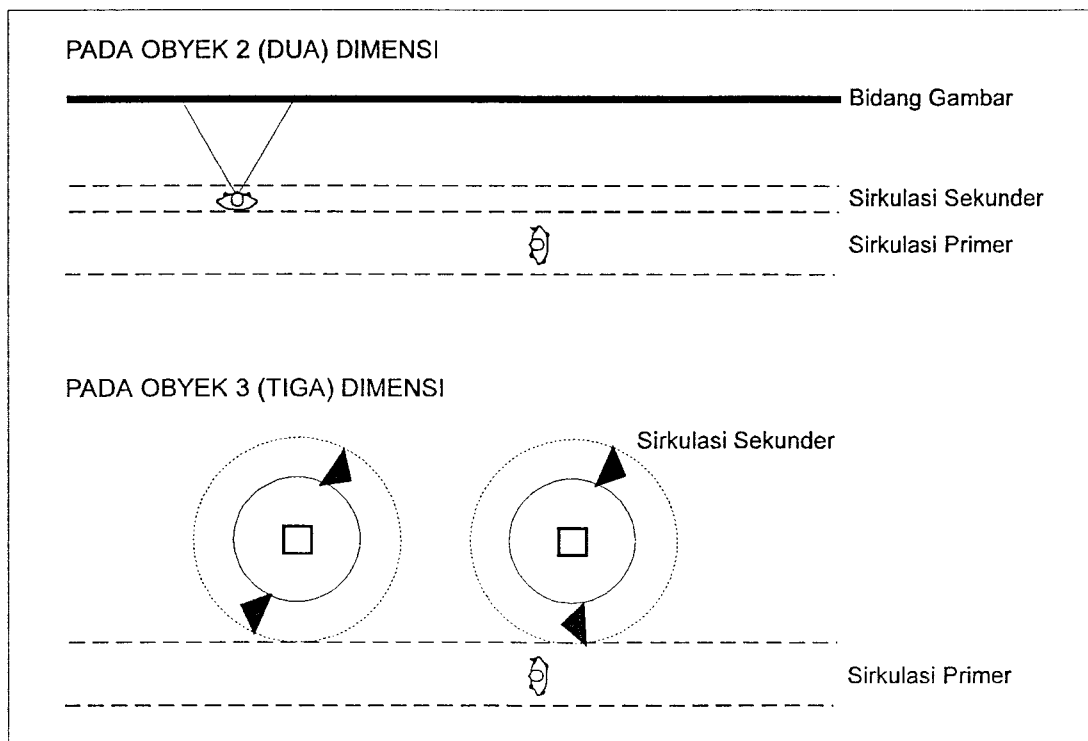 PADA OBYEK 2 (DUA) DIMENSI
Bidang Gambar
Sirkulasi Sekunder
Sirkulasi Primer
PADA OBYEK 3 (TIGA) DIMENSI
Sirkulasi Sekunder
Sirkulasi Primer